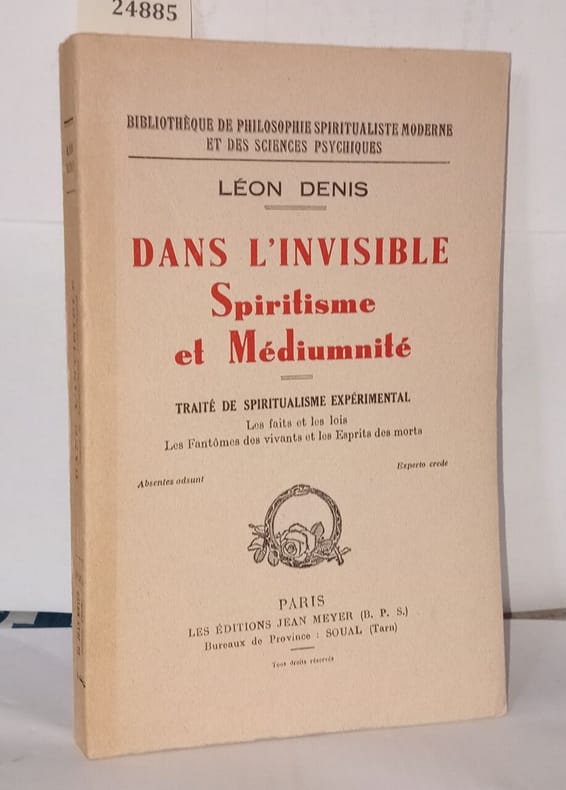 24885
BIBLIOTHÈQUE DE PHILOSOPHIE SPIRITUALISTE MODERNE
ET DES SCIENCES PSYCHIQUES
LÉON DENIS
DANS L'INVISIBLE
Spiritisme
et Médiumnité
TRAITÉ DE SPIRITUALISME EXPÉRIMENTAL
Les faits et les lois
Les Fantômes des vivants et les Esprits des morts
Absentes adsunt
Experto crede
PARIS
LES ÉDITIONS JEAN MEYER (B. P. S.)
Bureaux de Province : SOUAL (Tarn)
Tous droits réservés